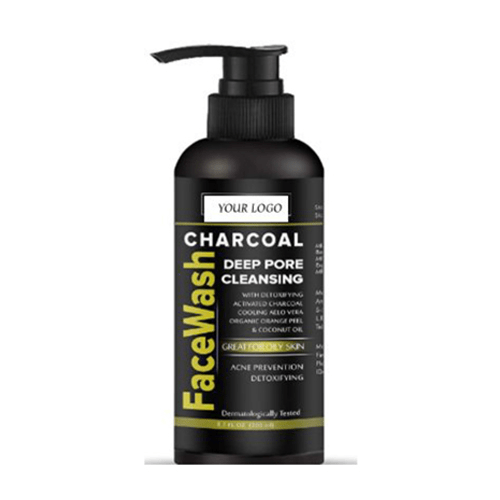 YOUR LOGO
CHARCOAL
FaceWash
DEEP PORE
CLEANSING
WITH DETOXIFYING
ACTIVATED CHARCOAL
COOLING AELO VERA
ORGANIC ORANGE PEEL
& COCONUT OIL
GREAT FOR OILY SKIN
ACNE PREVENTION
DETOXIFYING
Dermatologically Tested